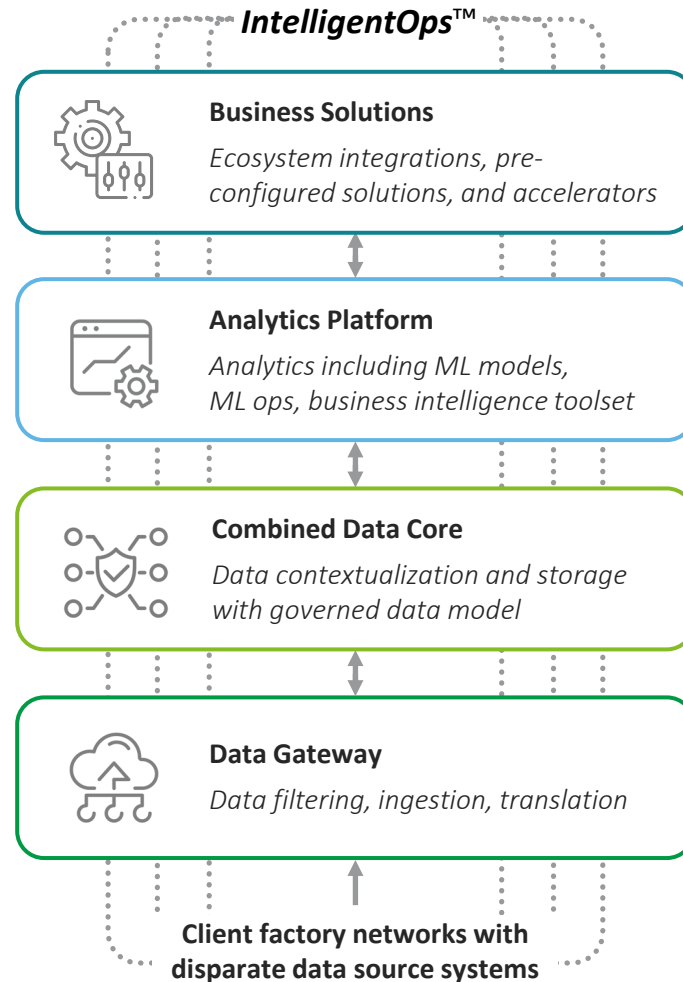 IntelligentOps™
Business Solutions
Ecosystem integrations, pre-
configured solutions, and accelerators
Analytics Platform
Analytics including ML models,
ML ops, business intelligence toolset
Combined Data Core
Data contextualization and storage
with governed data model
Data Gateway
Data filtering, ingestion, translation
Client factory networks with
disparate data source systems